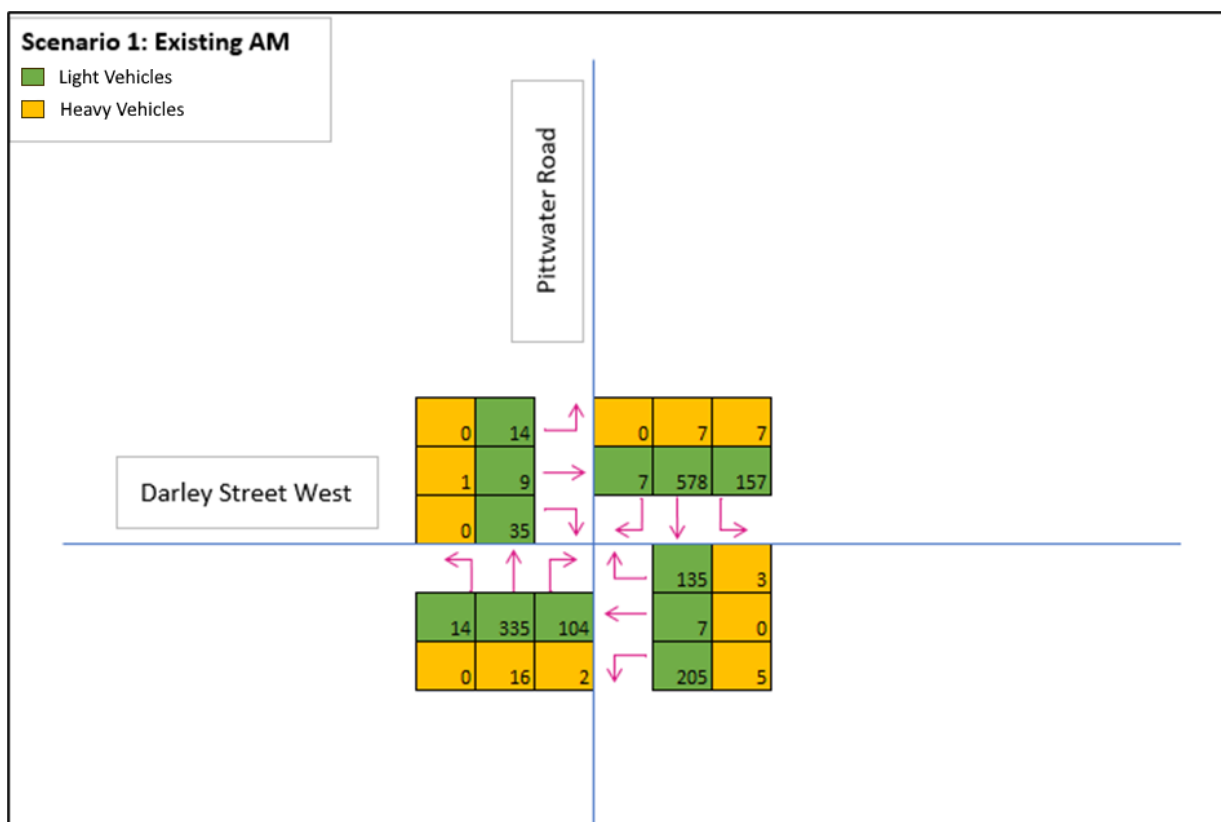 Scenario 1: Existing AM
Light Vehicles
Heavy Vehicles
Pittwater Road
Darley Street West
0 14
1 9
0 35
0 7 7
7 578 157
14 335 104
0 16 2
135 3
7 0
205 5